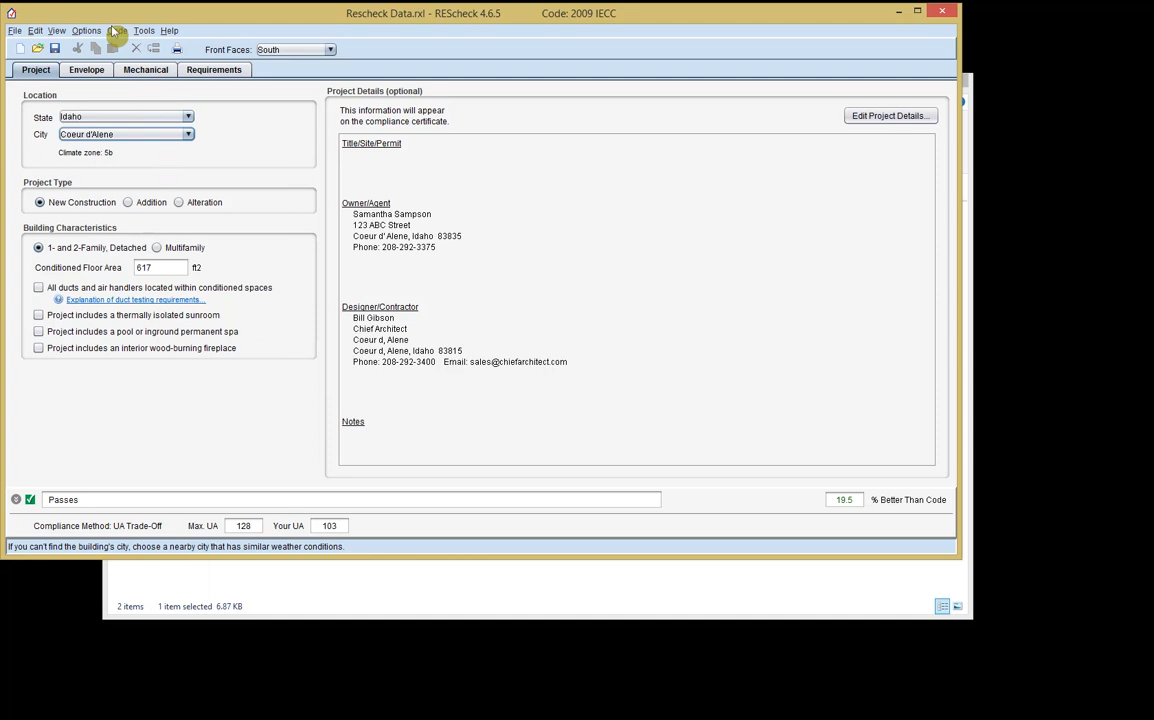 Rescheck Data.rxl - REScheck 4.6.5 Code: 2009 IECC
File Edit View Options Code Tools Help
Front Faces: South
Project Envelope Mechanical Requirements
Location
State Idaho
City Coeur d'Alene
Climate zone: 5b
Project Type
New Construction Addition Alteration
Building Characteristics
1- and 2-Family, Detached Multifamily
Conditioned Floor Area 617 ft2
All ducts and air handlers located within conditioned spaces
Explanation of duct testing requirements...
Project includes a thermally isolated sunroom
Project includes a pool or inground permanent spa
Project includes an interior wood-burning fireplace
Project Details (optional)
This information will appear
on the compliance certificate.
Edit Project Details...
Title/Site/Permit
Owner/Agent
Samantha Sampson
123 ABC Street
Coeur d'Alene, Idaho 83835
Phone: 208-292-3375
Designer/Contractor
Bill Gibson
Chief Architect
Coeur d, Alene
Coeur d, Alene, Idaho 83815
Phone: 208-292-3400 Email: sales@chiefarchitect.com
Notes
Passes 19.5 % Better Than Code
Compliance Method: UA Trade-Off Max. UA 128 Your UA 103
If you can't find the building's city, choose a nearby city that has similar weather conditions.
2 items 1 item selected 6.87 KB